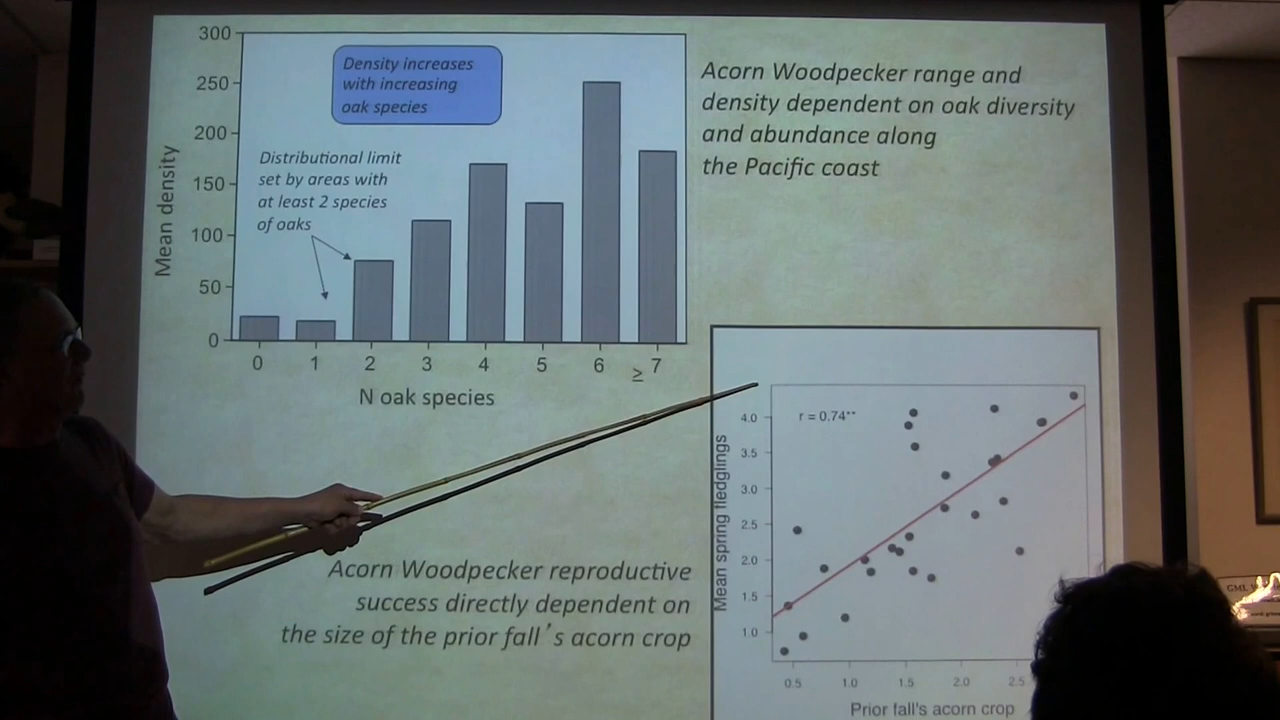 300
250
200
150
100
50
0
Mean density
Density increases
with increasing
oak species
Distributional limit
set by areas with
at least 2 species
of oaks
0 1 2 3 4 5 6 ≥ 7
N oak species
Acorn Woodpecker range and
density dependent on oak diversity
and abundance along
the Pacific coast
Acorn Woodpecker reproductive
success directly dependent on
the size of the prior fall's acorn crop
r = 0.74**
4.0
3.5
3.0
2.5
2.0
1.5
1.0
Mean spring fledglings
0.5 1.0 1.5 2.0 2.5
Prior fall's acorn crop
GML